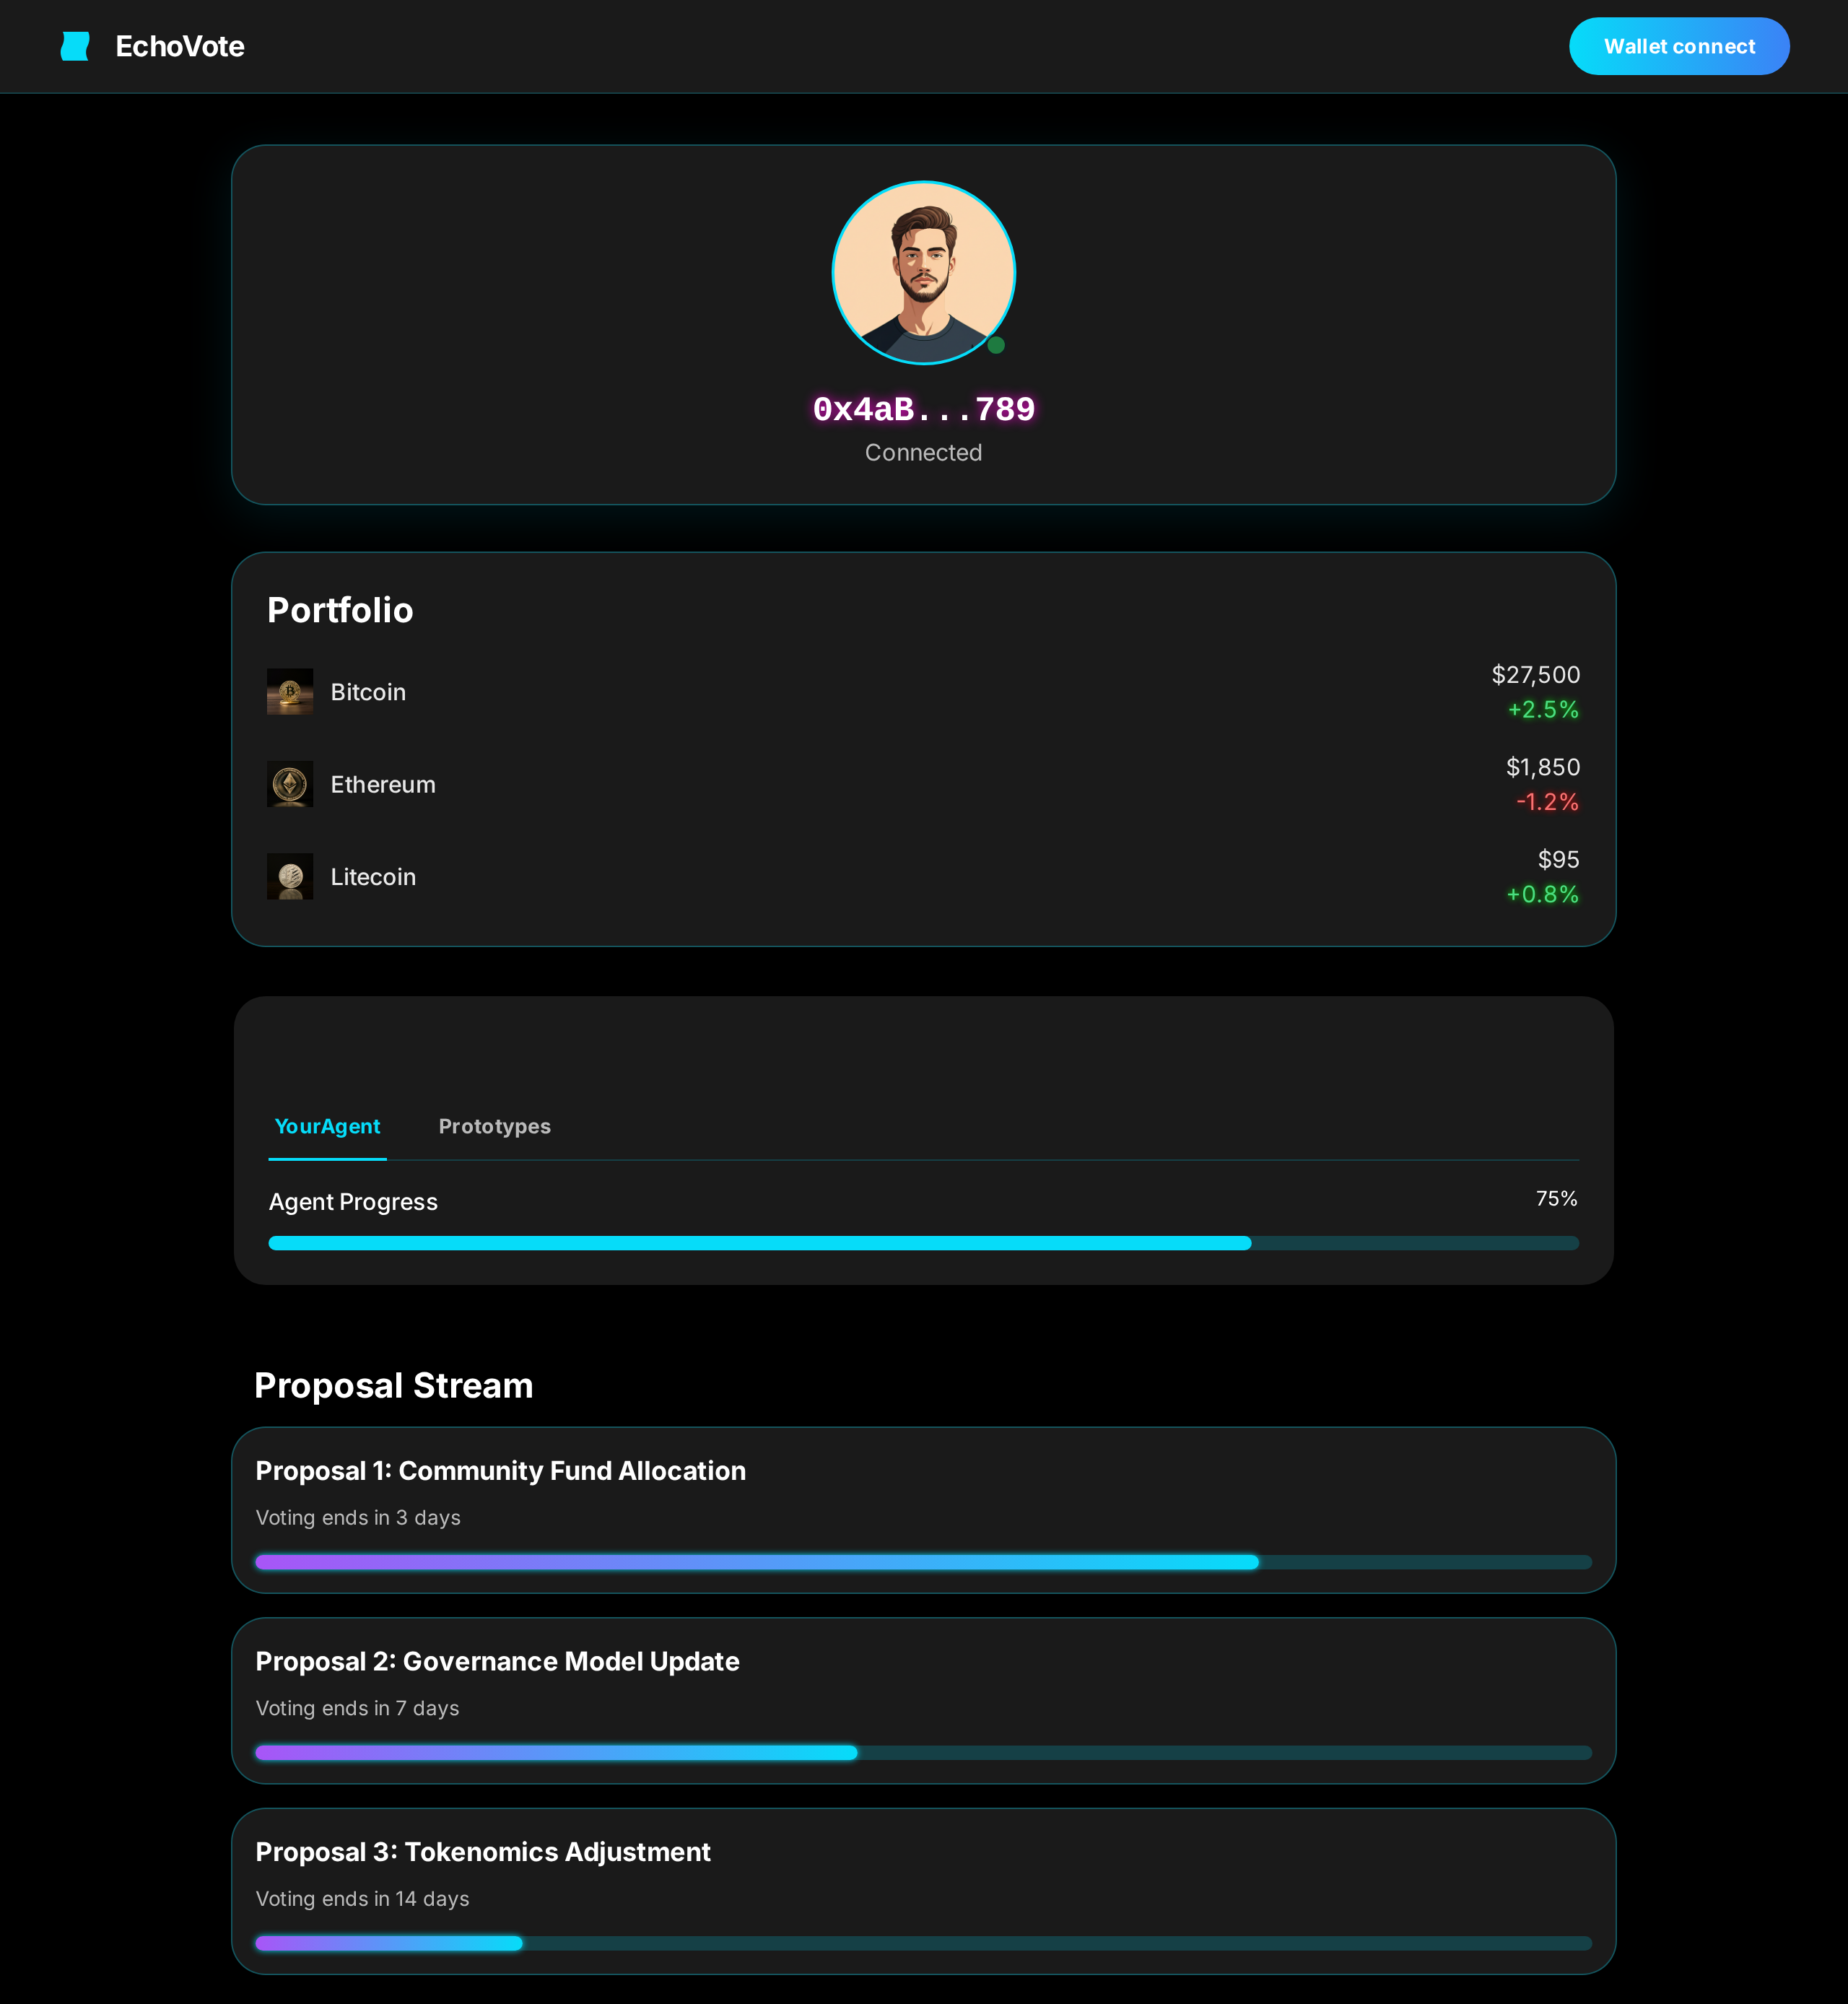 EchoVote
Wallet connect
0x4aB...789
Connected
Portfolio
Bitcoin
$27,500
+2.5%
Ethereum
$1,850
-1.2%
Litecoin
$95
+0.8%
YourAgent
Prototypes
Agent Progress
75%
Proposal Stream
Proposal 1: Community Fund Allocation
Voting ends in 3 days
Proposal 2: Governance Model Update
Voting ends in 7 days
Proposal 3: Tokenomics Adjustment
Voting ends in 14 days